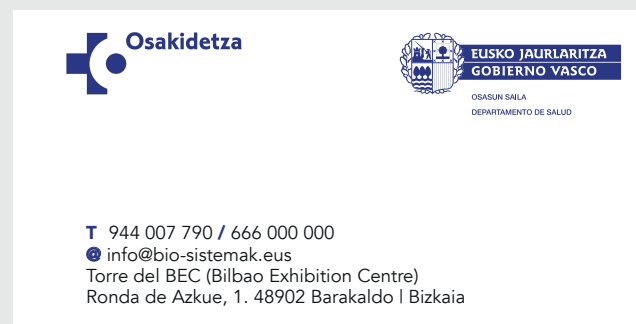 Osakidetza
EUSKO JAURLARITZA
GOBIERNO VASCO
OSASUN SAILA
DEPARTAMENTO DE SALUD
T 944 007 790 / 666 000 000
@ info@bio-sistemak.eus
Torre del BEC (Bilbao Exhibition Centre)
Ronda de Azkue, 1. 48902 Barakaldo | Bizkaia